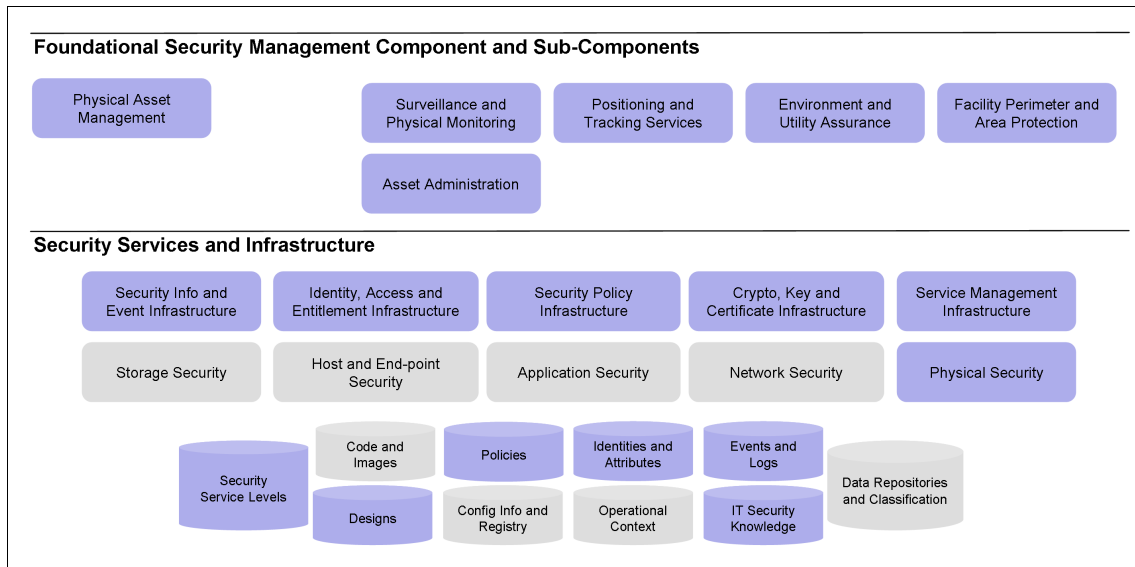 Foundational Security Management Component and Sub-Components
Physical Asset
Management
Surveillance and
Physical Monitoring
Positioning and
Tracking Services
Environment and
Utility Assurance
Facility Perimeter and
Area Protection
Asset Administration
Security Services and Infrastructure
Security Info and
Event Infrastructure
Identity, Access and
Entitlement Infrastructure
Security Policy
Infrastructure
Crypto, Key and
Certificate Infrastructure
Service Management
Infrastructure
Storage Security
Host and End-point
Security
Application Security
Network Security
Physical Security
Security
Service Levels
Code and
Images
Policies
Identities and
Attributes
Events and
Logs
Data Repositories
and Classification
Designs
Config Info and
Registry
Operational
Context
IT Security
Knowledge